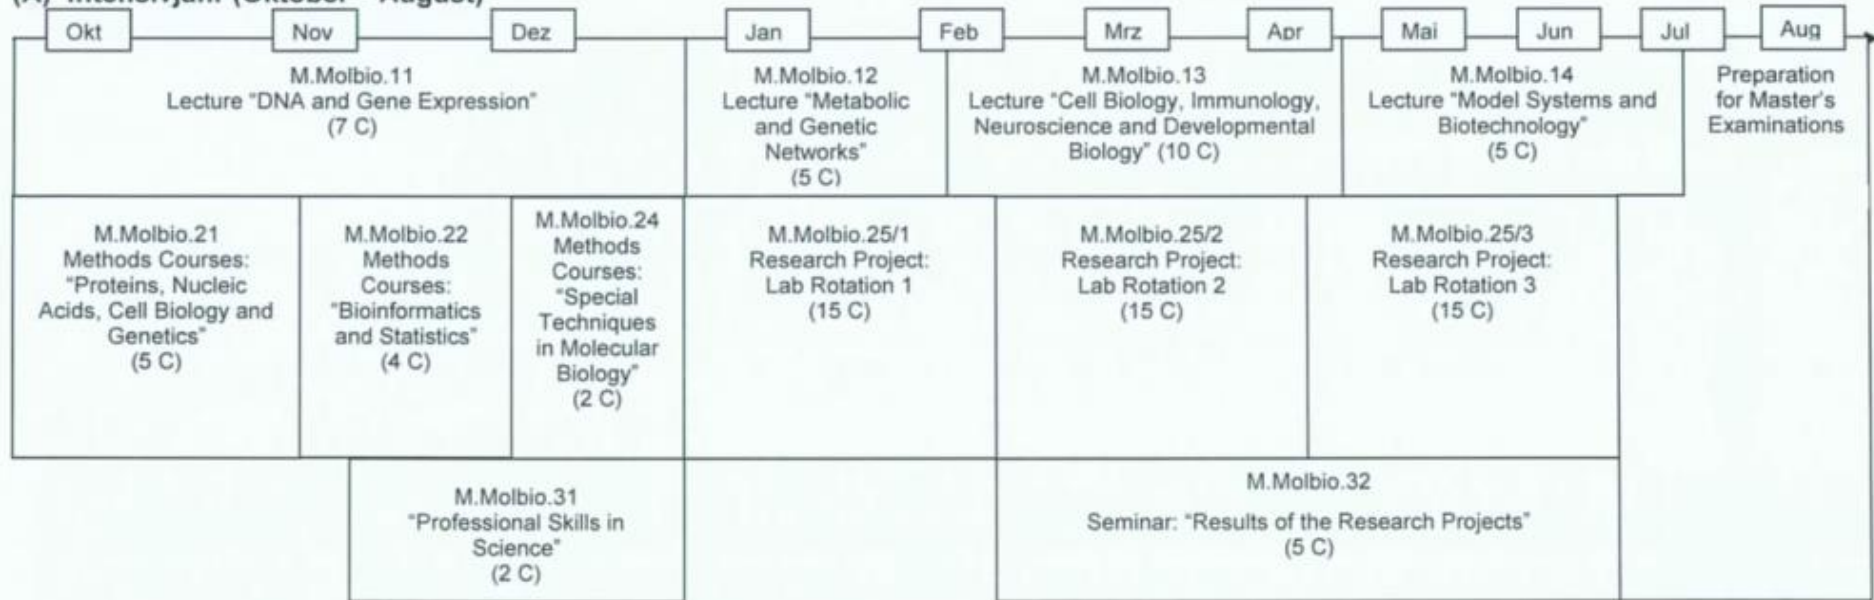 Okt Nov Dez Jan Feb Mrz Apr Mai Jun Jul Aug
M.Molbio.11
Lecture "DNA and Gene Expression"
(7 C)
M.Molbio.12
Lecture "Metabolic
and Genetic
Networks"
(5 C)
M.Molbio.13
Lecture "Cell Biology, Immunology,
Neuroscience and Developmental
Biology" (10 C)
M.Molbio.14
Lecture "Model Systems and
Biotechnology"
(5 C)
Preparation
for Master's
Examinations
M.Molbio.21
Methods Courses:
"Proteins, Nucleic
Acids, Cell Biology and
Genetics"
(5 C)
M.Molbio.22
Methods
Courses:
"Bioinformatics
and Statistics"
(4 C)
M.Molbio.24
Methods
Courses:
"Special
Techniques
in Molecular
Biology"
(2 C)
M.Molbio.25/1
Research Project:
Lab Rotation 1
(15 C)
M.Molbio.25/2
Research Project:
Lab Rotation 2
(15 C)
M.Molbio.25/3
Research Project:
Lab Rotation 3
(15 C)
M.Molbio.31
"Professional Skills in
Science"
(2 C)
M.Molbio.32
Seminar: "Results of the Research Projects"
(5 C)